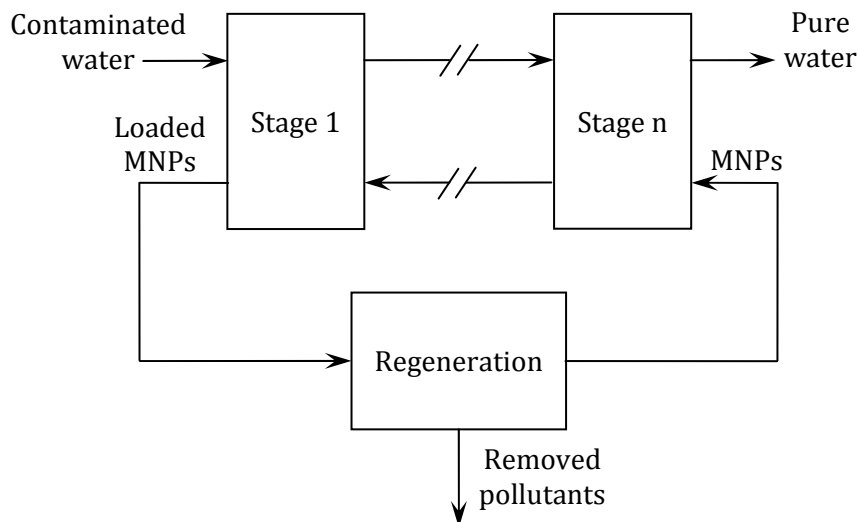 Contaminated
water
Pure
water
Stage 1
Stage n
Loaded
MNPs
MNPs
Regeneration
Removed
pollutants